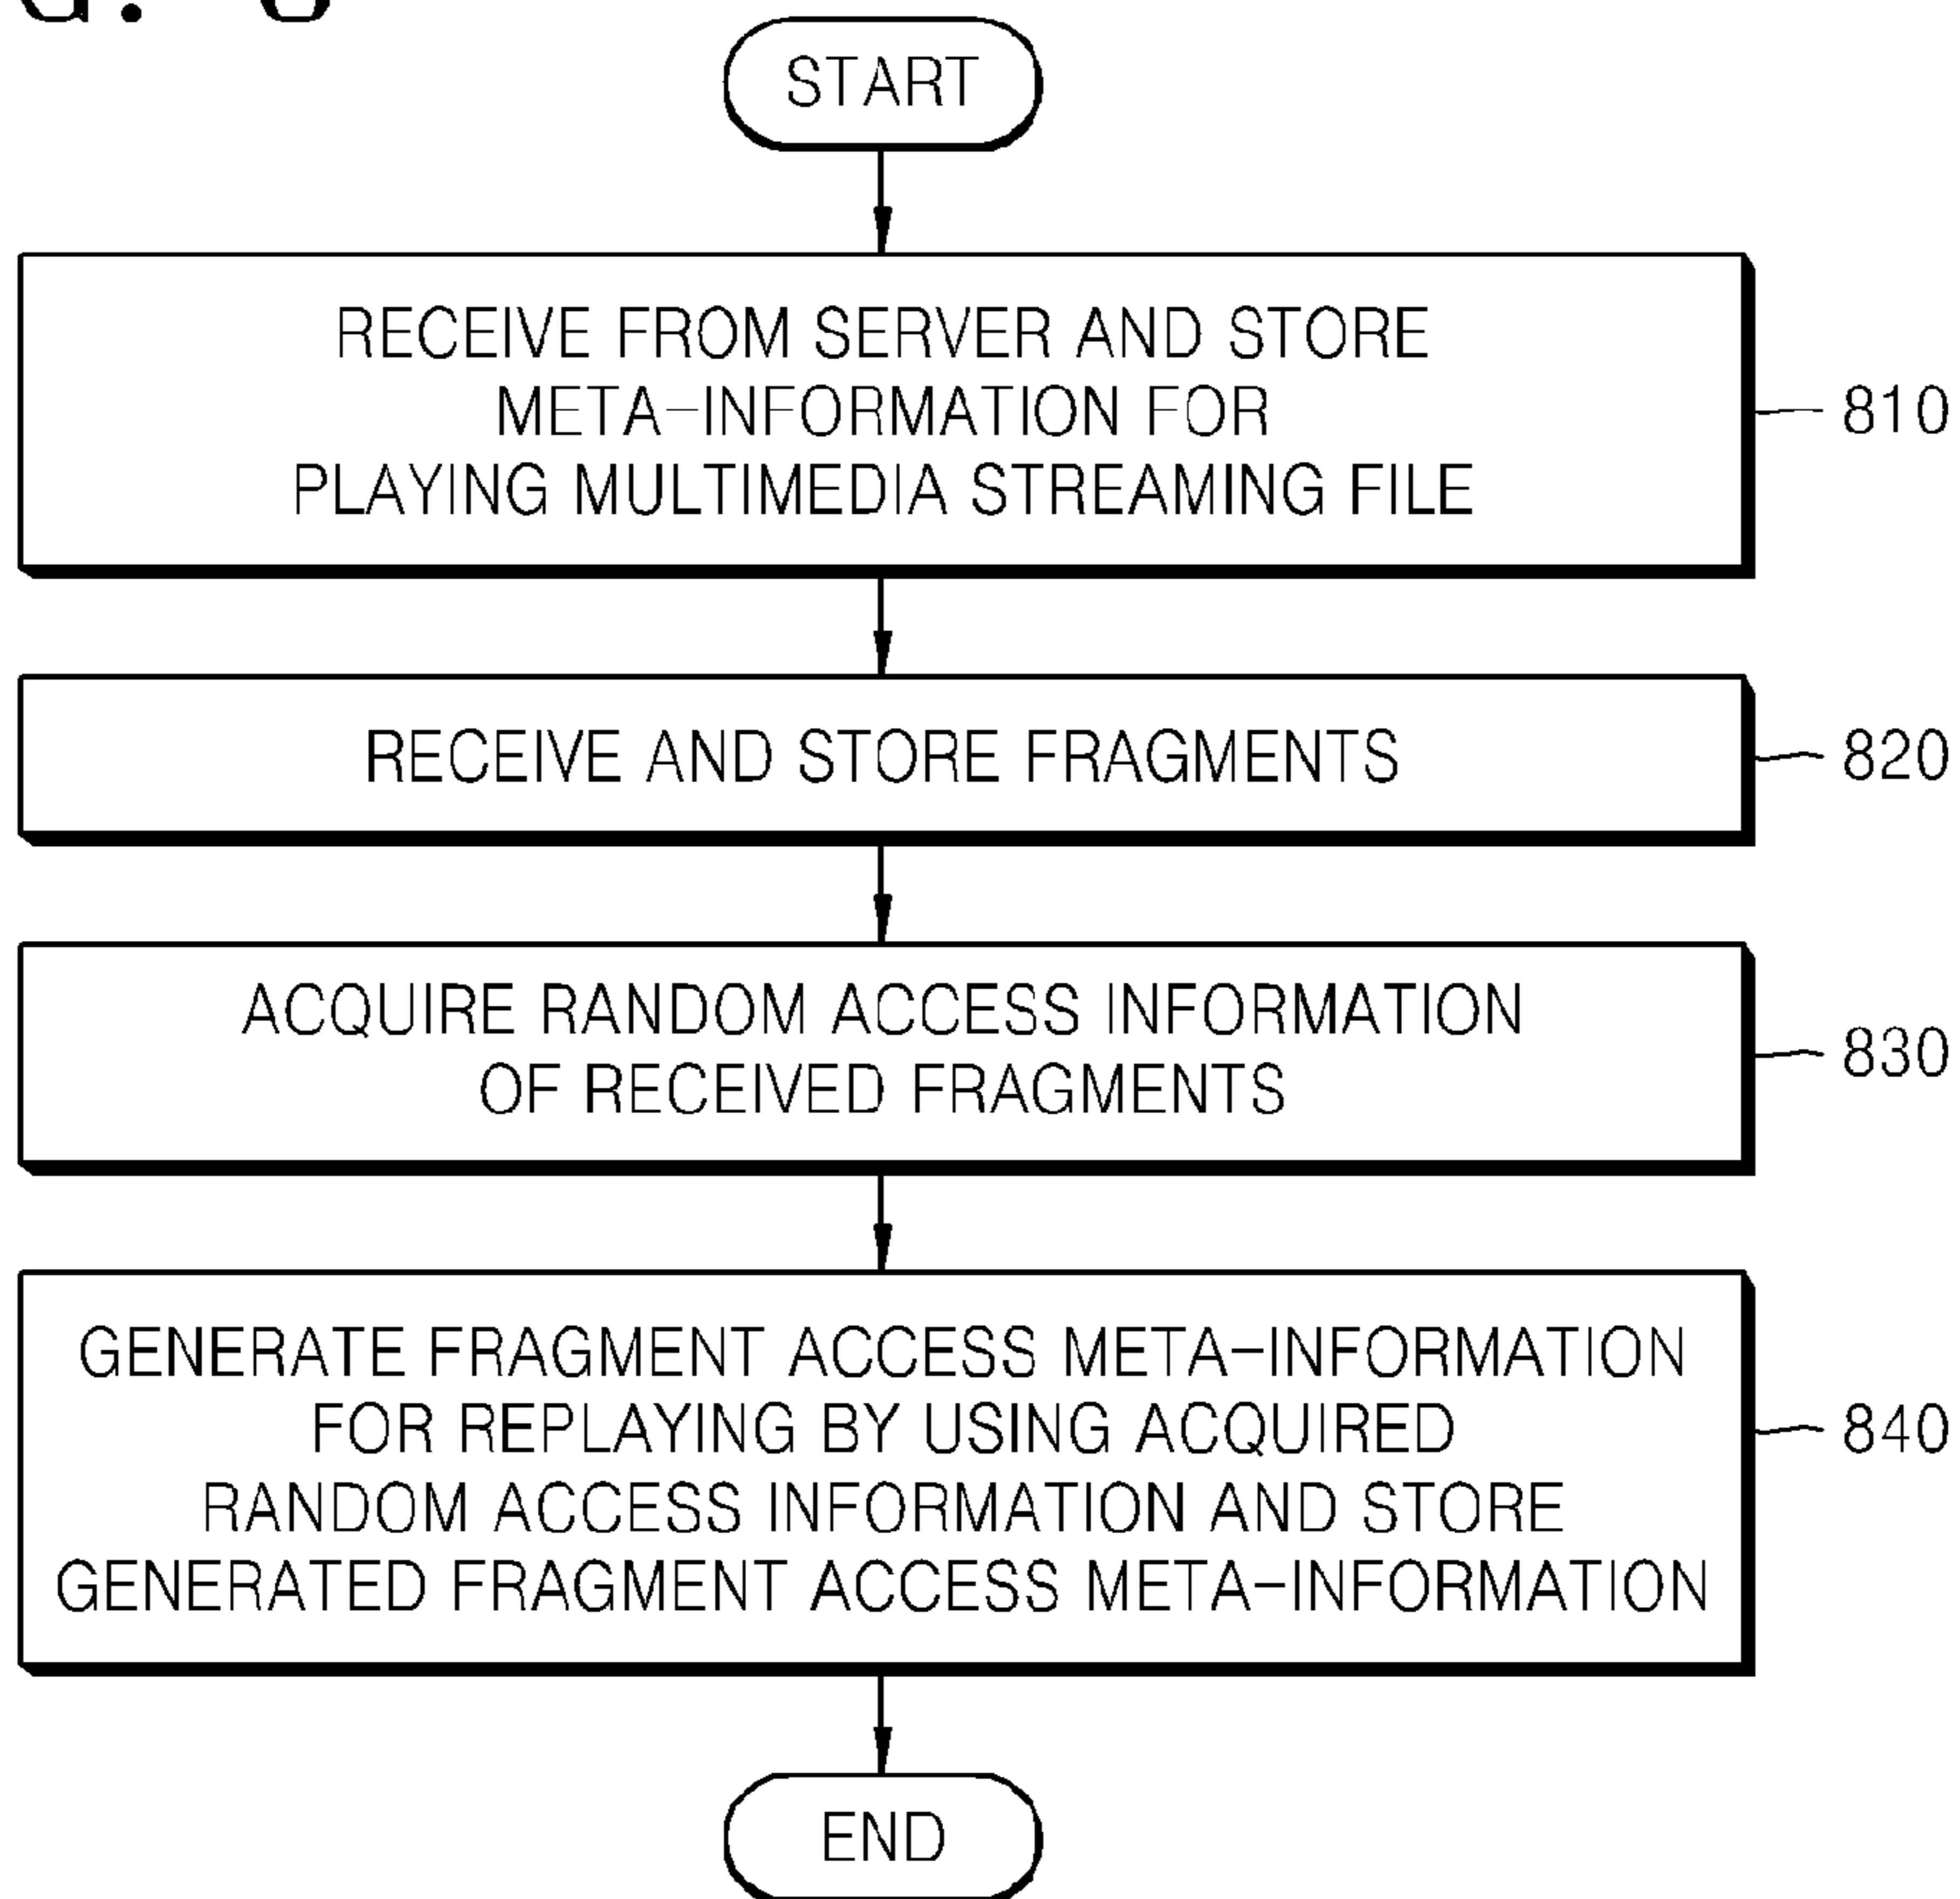 START
RECEIVE FROM SERVER AND STORE
META-INFORMATION FOR
PLAYING MULTIMEDIA STREAMING FILE
810
RECEIVE AND STORE FRAGMENTS
820
ACQUIRE RANDOM ACCESS INFORMATION
OF RECEIVED FRAGMENTS
830
GENERATE FRAGMENT ACCESS META-INFORMATION
FOR REPLAYING BY USING ACQUIRED
RANDOM ACCESS INFORMATION AND STORE
GENERATED FRAGMENT ACCESS META-INFORMATION
840
END